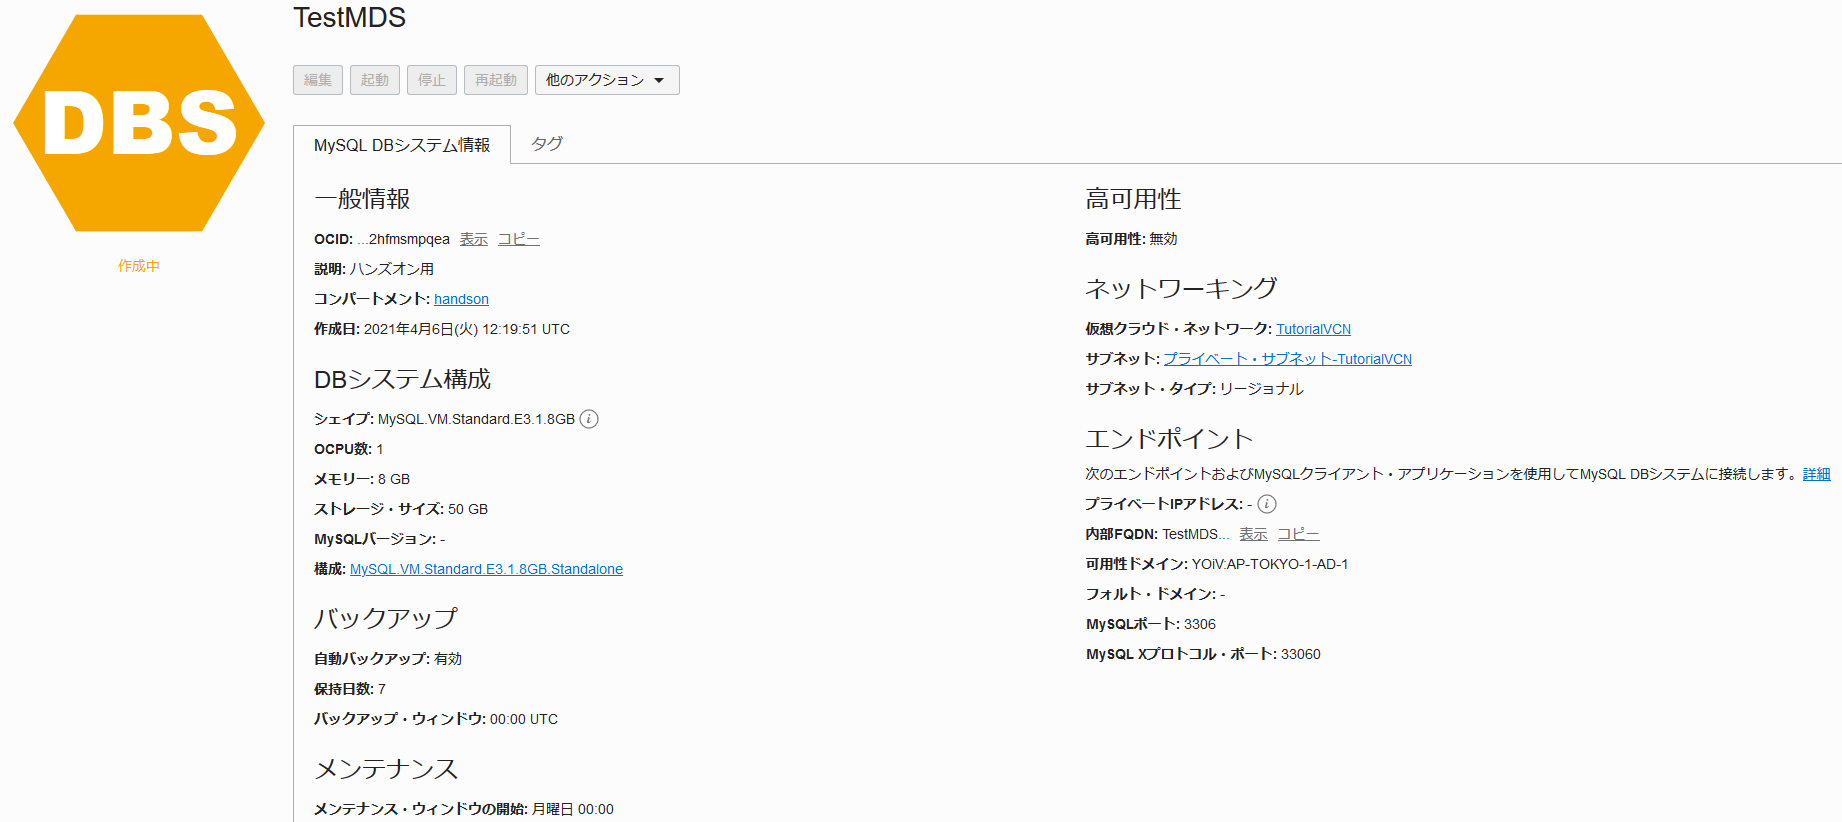 TestMDS
編集 起動 停止 再起動 他のアクション
DBS
作成中
MySQL DBシステム情報 タグ
一般情報
OCID: ...2hfmsmpqea 表示 コピー
説明: ハンズオン用
コンパートメント: handson
作成日: 2021年4月6日(火) 12:19:51 UTC
DBシステム構成
シェイプ: MySQL.VM.Standard.E3.1.8GB i
OCPU数: 1
メモリー: 8 GB
ストレージ・サイズ: 50 GB
MySQLバージョン: -
構成: MySQL.VM.Standard.E3.1.8GB.Standalone
バックアップ
自動バックアップ: 有効
保持日数: 7
バックアップ・ウィンドウ: 00:00 UTC
メンテナンス
メンテナンス・ウィンドウの開始: 月曜日 00:00
高可用性
高可用性: 無効
ネットワーキング
仮想クラウド・ネットワーク: TutorialVCN
サブネット: プライベート・サブネット-TutorialVCN
サブネット・タイプ: リージョナル
エンドポイント
次のエンドポイントおよびMySQLクライアント・アプリケーションを使用してMySQL DBシステムに接続します。詳細
プライベートIPアドレス: - i
内部FQDN: TestMDS... 表示 コピー
可用性ドメイン: YOiV:AP-TOKYO-1-AD-1
フォルト・ドメイン: -
MySQLポート: 3306
MySQL Xプロトコル・ポート: 33060